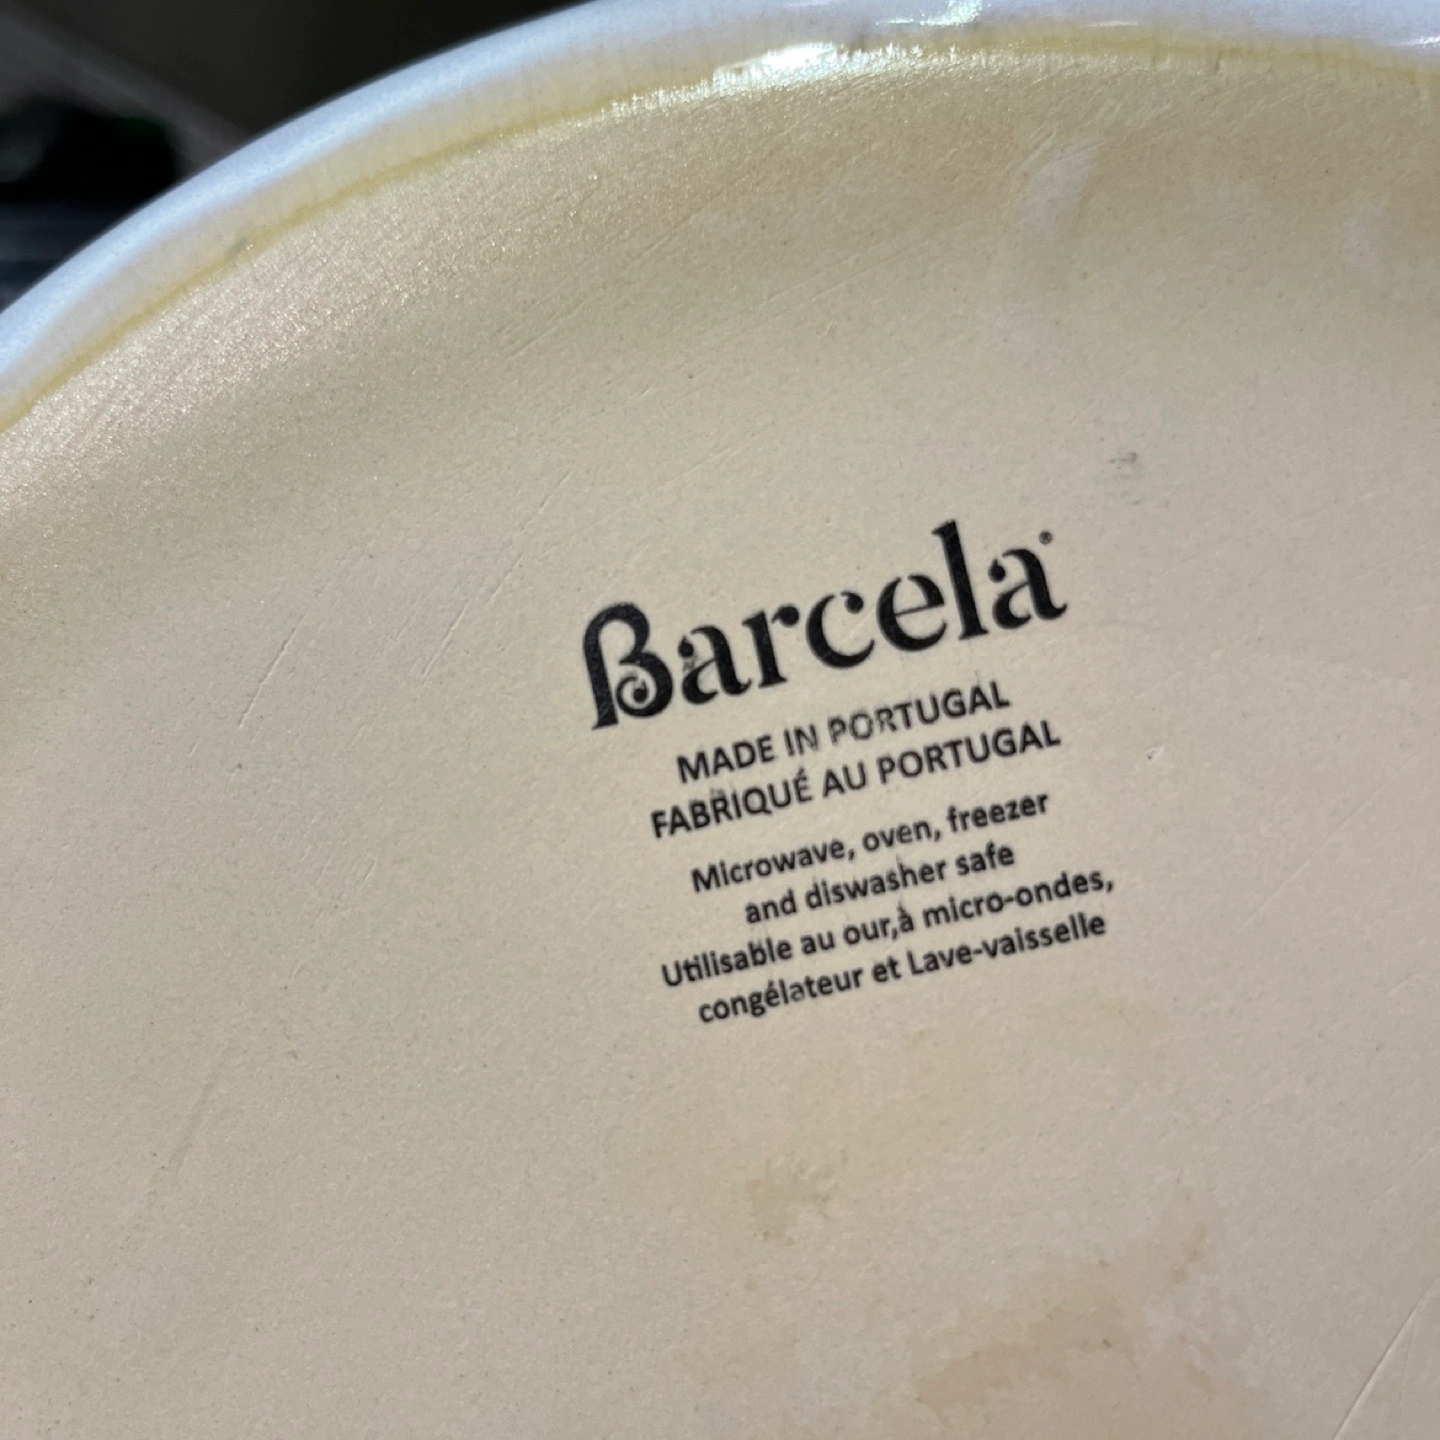 Barcela®
MADE IN PORTUGAL
FABRIQUÉ AU PORTUGAL
Microwave, oven, freezer
and diswasher safe
Utilisable au our,à micro-ondes,
congélateur et Lave-vaisselle